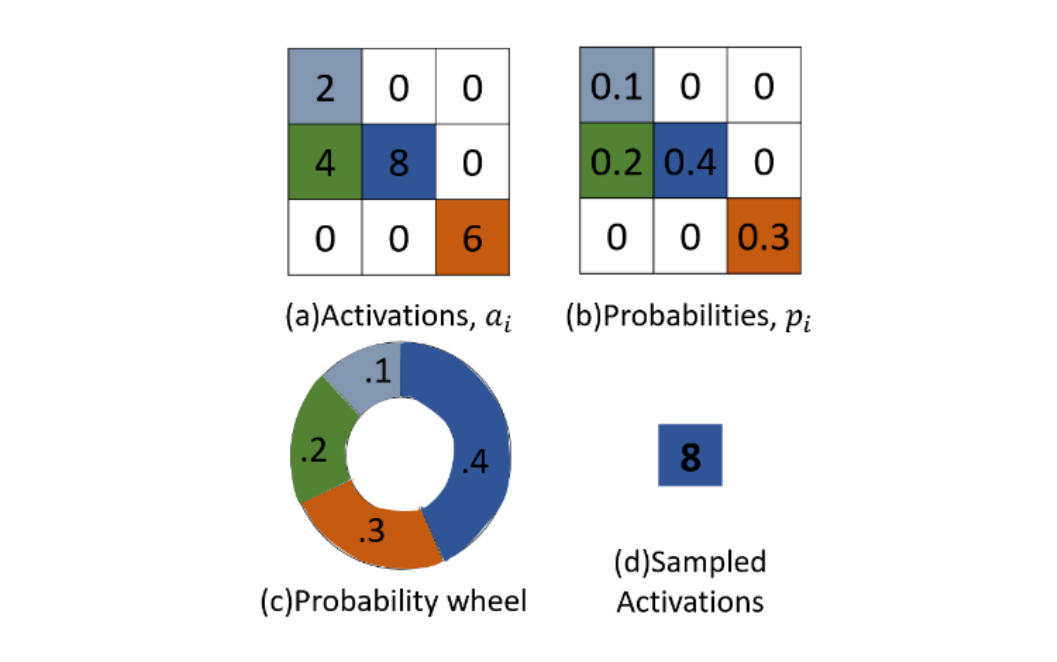 2 0 0
4 8 0
0 0 6
(a)Activations, aᵢ
0.1 0 0
0.2 0.4 0
0 0 0.3
(b)Probabilities, pᵢ
.1
.2
.4
.3
(c)Probability wheel
8
(d)Sampled
Activations